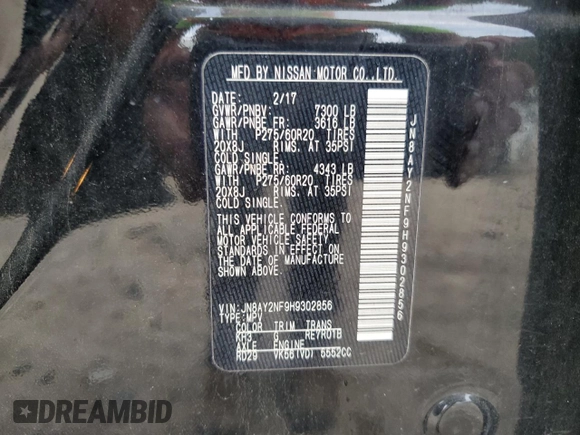 MFD BY NISSAN MOTOR CO.,LTD.
DATE: 2/17
GVWR/PNBV: 7300 LB
GAWR/PNBE FR: 3616 LB
WITH P275/60R20 TIRES
20X8J RIMS. AT 35PSI
COLD SINGLE.
GAWR/PNBE RR: 4343 LB
WITH P275/60R20 TIRES
20X8J RIMS. AT 35PSI
COLD SINGLE.
THIS VEHICLE CONFORMS TO
ALL APPLICABLE FEDERAL
MOTOR VEHICLE SAFETY
STANDARDS IN EFFECT ON
THE DATE OF MANUFACTURE
SHOWN ABOVE.
VIN:JN8AY2NF9H9302856
TYPE:MPV
COLOR TRIM TRANS
KH3 G RE7R01B
AXLE ENGINE
RD29 VK56(VD) 5552CC
JN8AY2NF9H9302856
DREAMBID